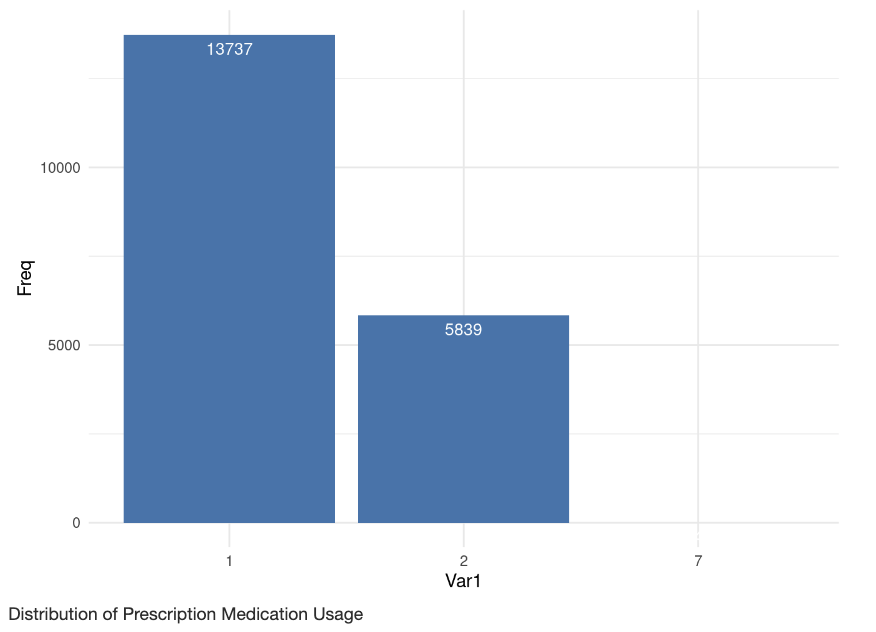 13737
10000
Freq
5839
5000
0
1 2 7
Var1
Distribution of Prescription Medication Usage